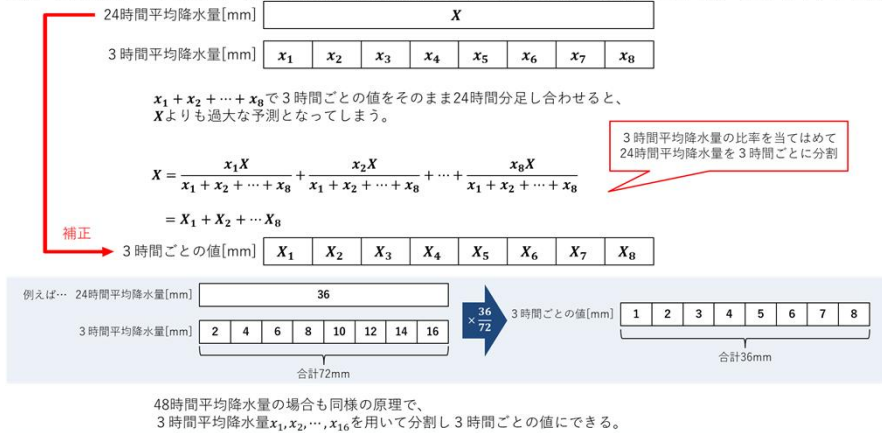 24時間平均降水量[mm] X
3時間平均降水量[mm] x₁ x₂ x₃ x₄ x₅ x₆ x₇ x₈
x₁ + x₂ + ⋯ + x₈で3時間ごとの値をそのまま24時間分足し合わせると、
Xよりも過大な予測となってしまう。
3時間平均降水量の比率を当てはめて
24時間平均降水量を3時間ごとに分割
X = x₁X/(x₁ + x₂ + ⋯ + x₈) + x₂X/(x₁ + x₂ + ⋯ + x₈) + ⋯ + x₈X/(x₁ + x₂ + ⋯ + x₈)
= X₁ + X₂ + ⋯ X₈
補正
3時間ごとの値[mm] X₁ X₂ X₃ X₄ X₅ X₆ X₇ X₈
例えば… 24時間平均降水量[mm] 36
3時間平均降水量[mm] 2 4 6 8 10 12 14 16
合計72mm
× 36/72
3時間ごとの値[mm] 1 2 3 4 5 6 7 8
合計36mm
48時間平均降水量の場合も同様の原理で、
3時間平均降水量x₁, x₂, ⋯, x₁₆を用いて分割し3時間ごとの値にできる。